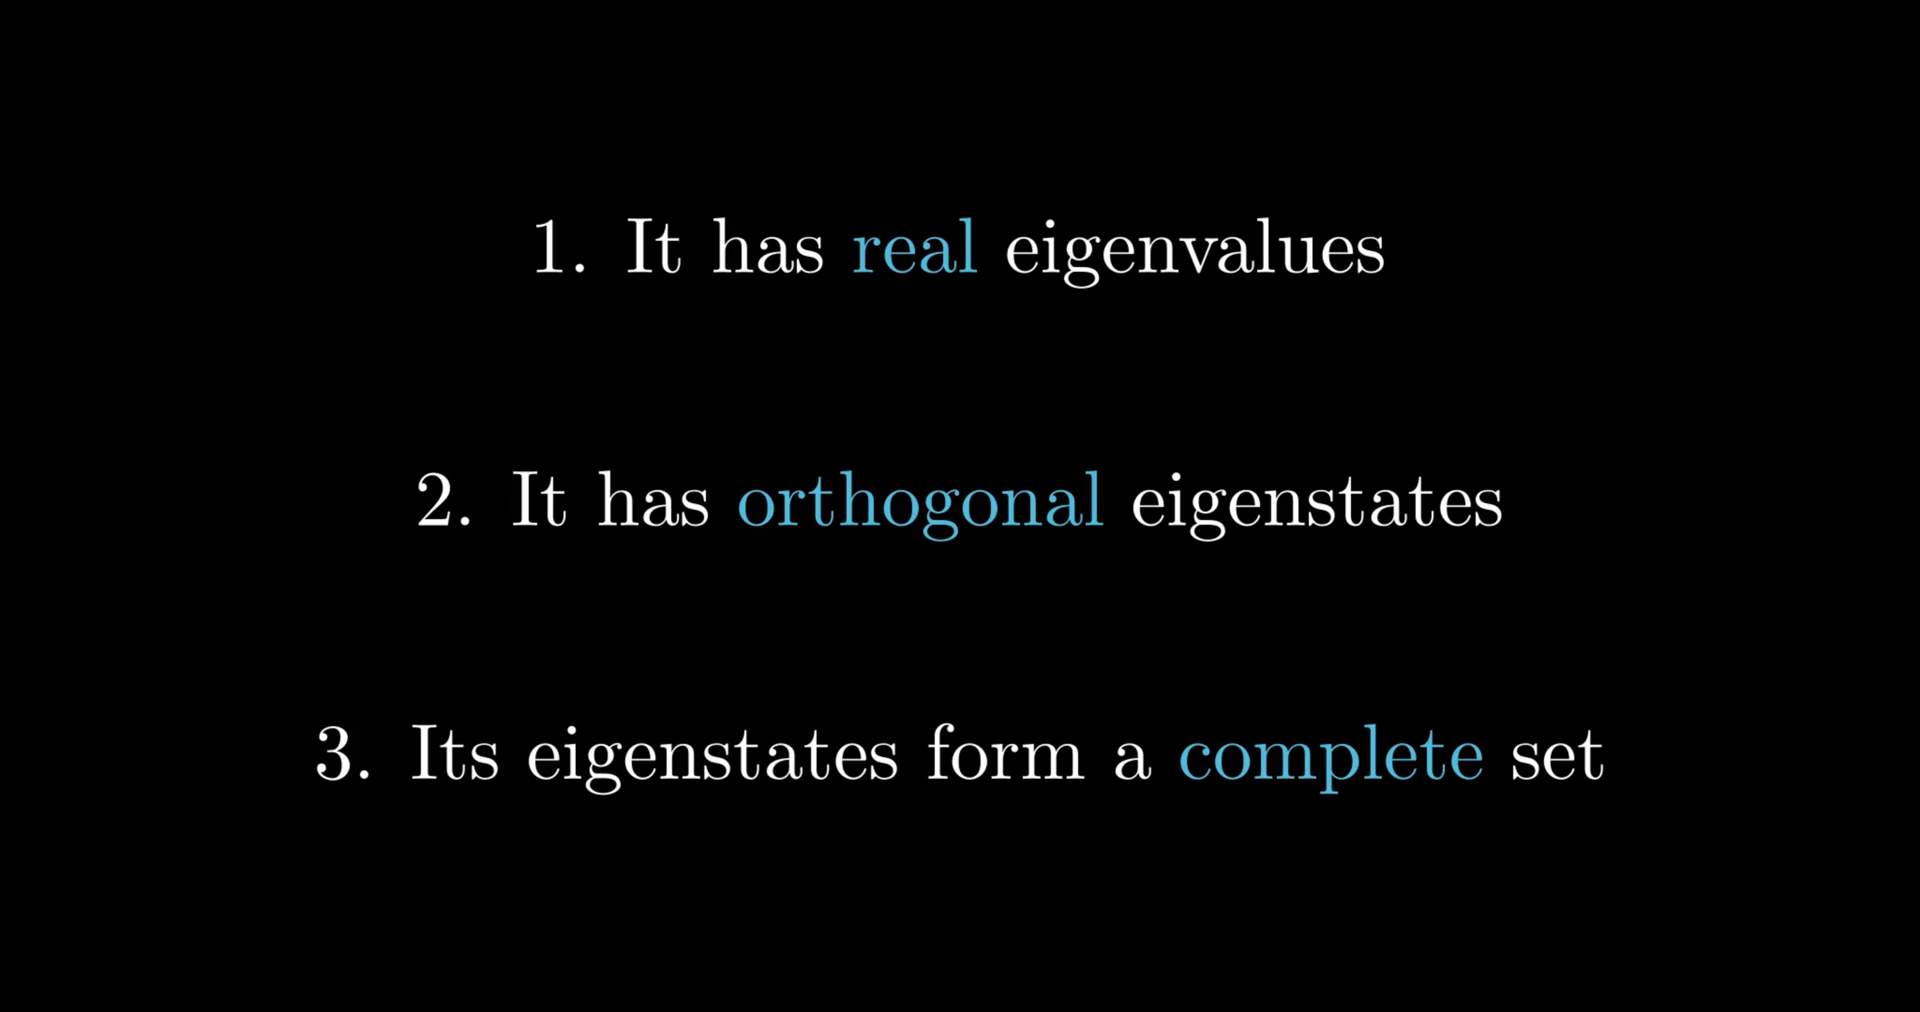 1. It has real eigenvalues
2. It has orthogonal eigenstates
3. Its eigenstates form a complete set